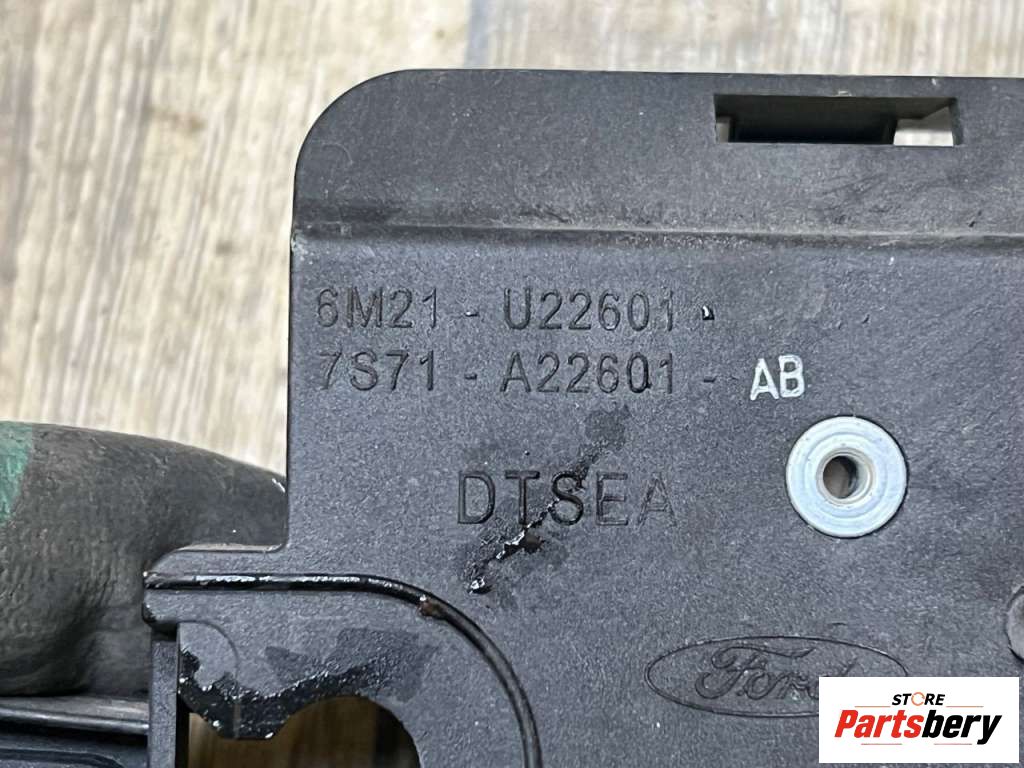 6M21 - U22601 -
7S71 - A22601 - AB
DTSEA
Ford
STORE
Partsbery